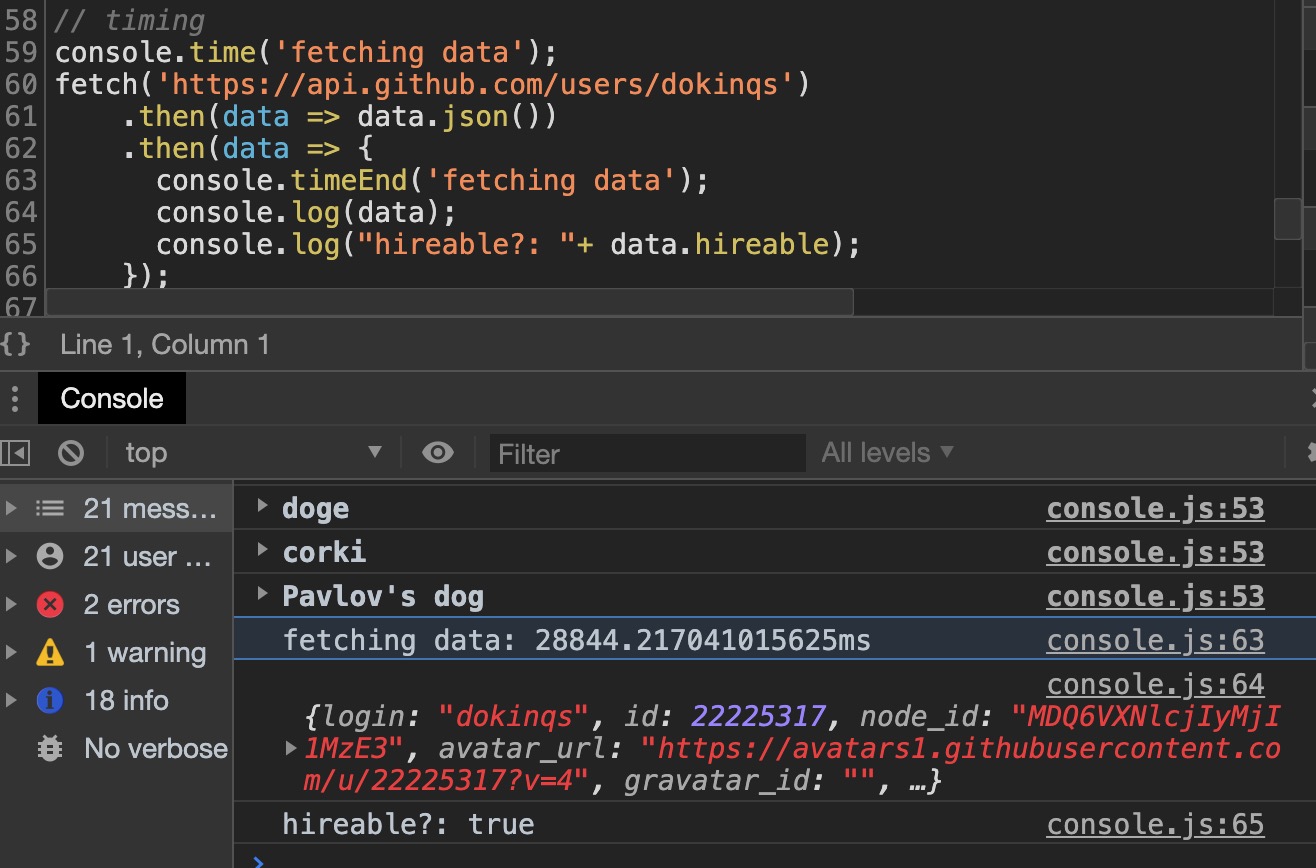 58 // timing
59 console.time('fetching data');
60 fetch('https://api.github.com/users/dokinqs')
61 .then(data => data.json())
62 .then(data => {
63 console.timeEnd('fetching data');
64 console.log(data);
65 console.log("hireable?: "+ data.hireable);
66 });
67
{} Line 1, Column 1
Console
top Filter All levels
21 mess…
21 user …
2 errors
1 warning
18 info
No verbose
doge console.js:53
corki console.js:53
Pavlov's dog console.js:53
fetching data: 28844.217041015625ms console.js:63
console.js:64
{login: "dokinqs", id: 22225317, node_id: "MDQ6VXNlcjIyMjI
1MzE3", avatar_url: "https://avatars1.githubusercontent.co
m/u/22225317?v=4", gravatar_id: "", …}
hireable?: true console.js:65
>